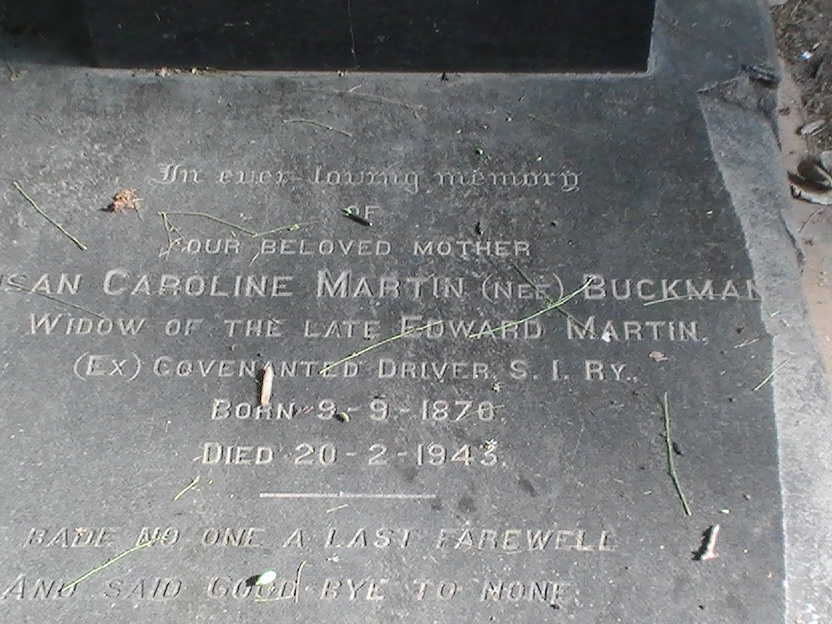 In ever loving memory
OF
OUR BELOVED MOTHER
CAROLINE MARTIN (NEE) BUCKMAN
WIDOW OF THE LATE EDWARD MARTIN.
(EX) COVENANTED DRIVER, S. I. RY.
BORN 9-9-1870.
DIED 20-2-1943.
BADE NO ONE A LAST FAREWELL
AND SAID GOOD BYE TO NONE